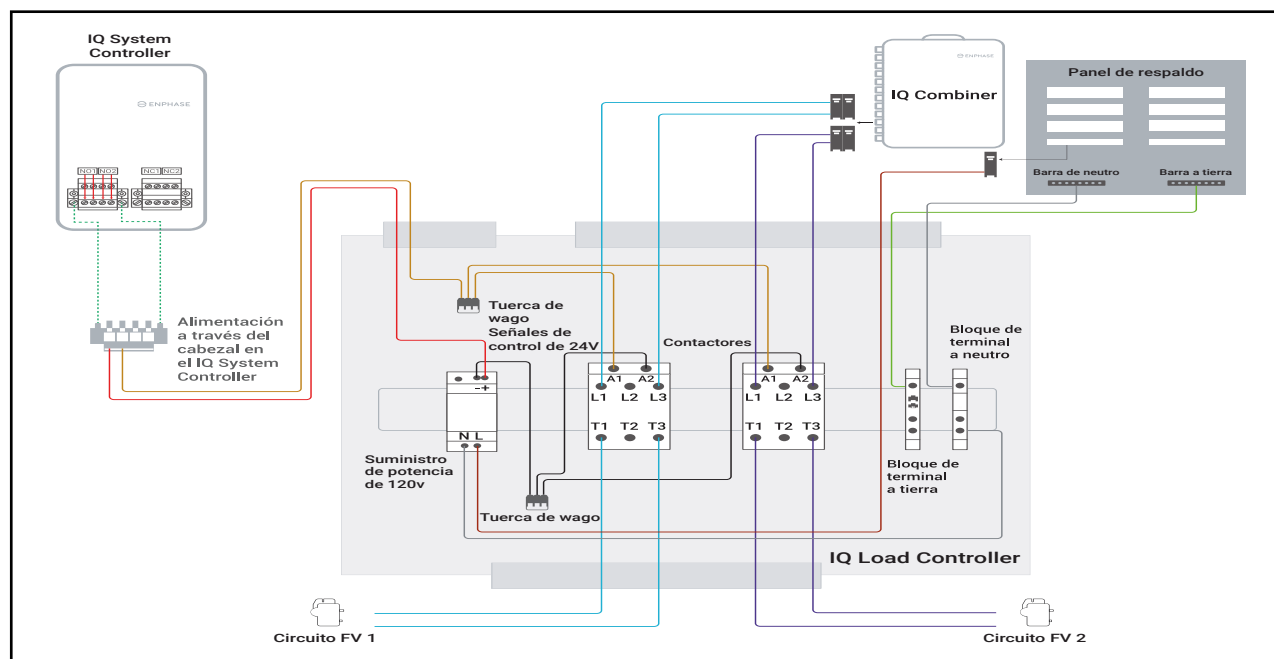 IQ System
Controller
ENPHASE
NO1 NO2 NC1 NC2
Alimentación
a través del
cabezal en
el IQ System
Controller
ENPHASE
IQ Combiner
Panel de respaldo
Barra de neutro
Barra a tierra
Tuerca de
wago
Señales de
control de 24V
Contactores
Bloque de
terminal
a neutro
-+
N L
A1 A2
L1 L2 L3
T1 T2 T3
A1 A2
L1 L2 L3
T1 T2 T3
Suministro
de potencia
de 120v
Tuerca de wago
Bloque de
terminal
a tierra
IQ Load Controller
Circuito FV 1
Circuito FV 2